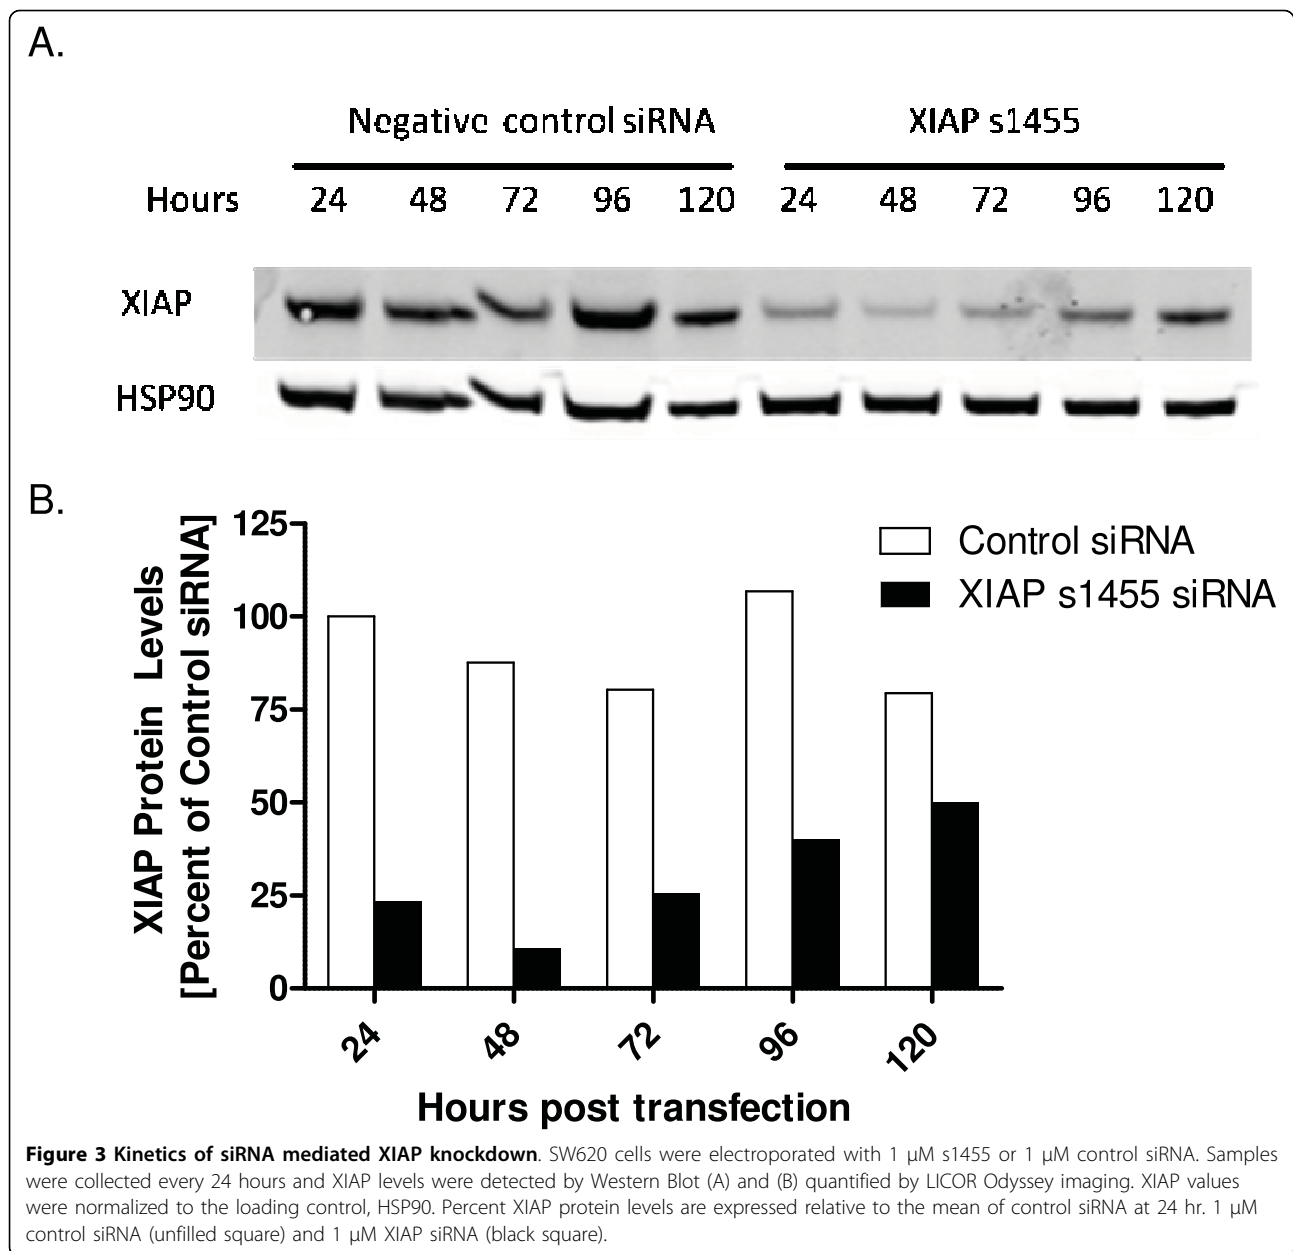 A.
Negative control siRNA XIAP s1455
Hours 24 48 72 96 120 24 48 72 96 120
XIAP
HSP90
B.
XIAP Protein Levels
[Percent of Control siRNA]
125
100
75
50
25
0
Control siRNA
XIAP s1455 siRNA
24 48 72 96 120
Hours post transfection
Figure 3 Kinetics of siRNA mediated XIAP knockdown. SW620 cells were electroporated with 1 μM s1455 or 1 μM control siRNA. Samples
were collected every 24 hours and XIAP levels were detected by Western Blot (A) and (B) quantified by LICOR Odyssey imaging. XIAP values
were normalized to the loading control, HSP90. Percent XIAP protein levels are expressed relative to the mean of control siRNA at 24 hr. 1 μM
control siRNA (unfilled square) and 1 μM XIAP siRNA (black square).